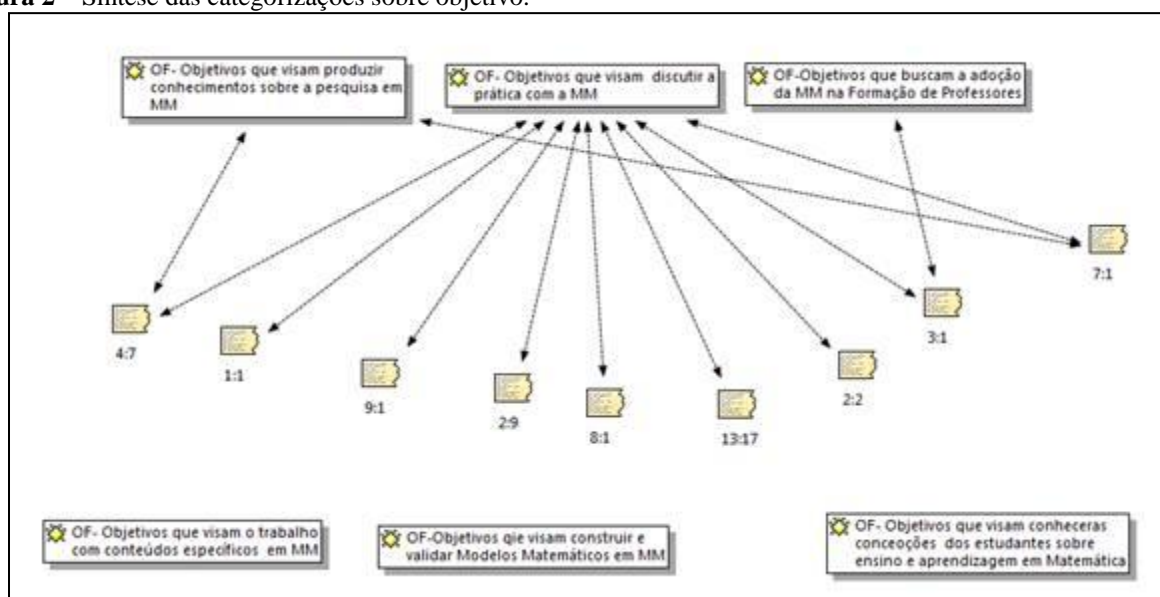 ura 2 – Síntese das categorizações sobre objetivo.
OF- Objetivos que visam produzir
conhecimentos sobre a pesquisa em
MM
OF- Objetivos que visam discutir a
prática com a MM
OF-Objetivos que buscam a adoção
da MM na Formação de Professores
7:1
3:1
4:7
1:1
9:1
2:9
8:1
13:17
2:2
OF- Objetivos que visam o trabalho
com conteúdos específicos em MM
OF-Objetivos qie visam construir e
validar Modelos Matemáticos em MM
OF- Objetivos que visam conheceras
conceoções dos estudantes sobre
ensino e aprendizagem em Matemática